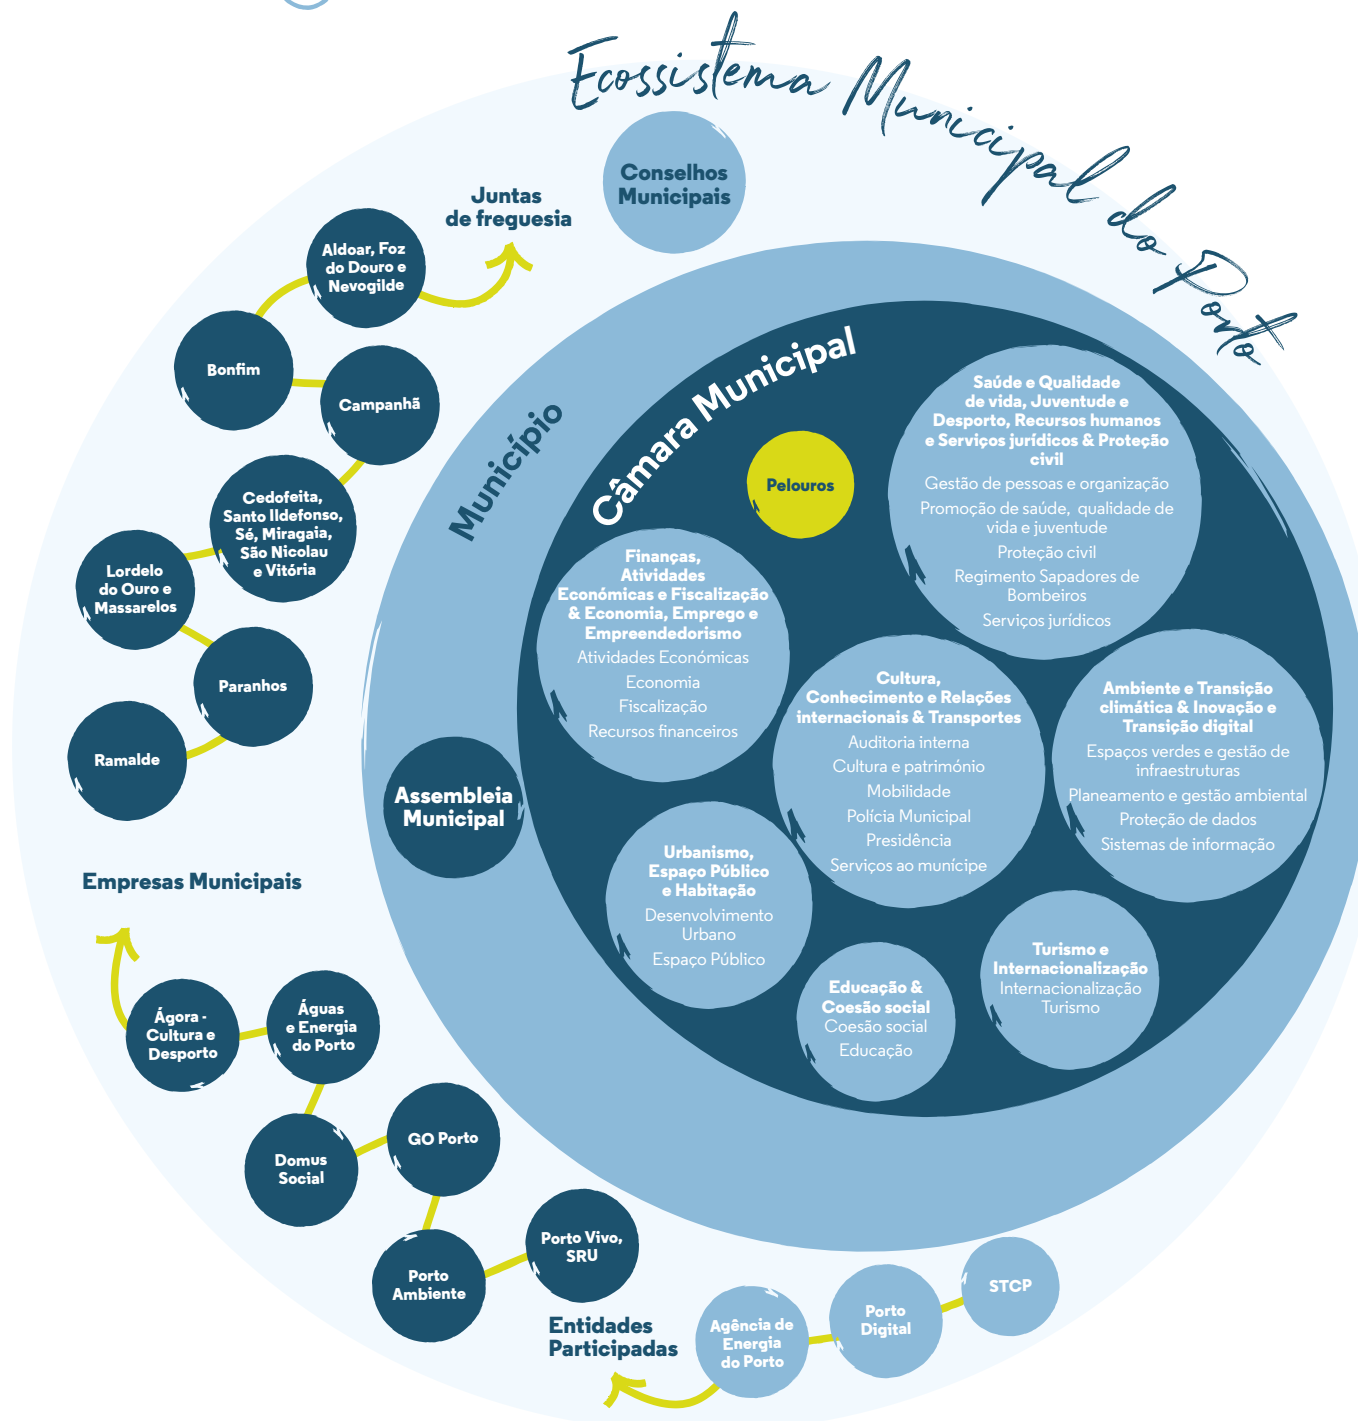 Ecossistema Municipal do Porto
Conselhos
Municipais
Juntas
de freguesia
Aldoar, Foz
do Douro e
Nevogilde
Bonfim
Campanhã
Cedofeita,
Santo Ildefonso,
Sé, Miragaia,
São Nicolau
e Vitória
Lordelo
do Ouro e
Massarelos
Paranhos
Ramalde
Município
Câmara Municipal
Pelouros
Saúde e Qualidade
de vida, Juventude e
Desporto, Recursos humanos
e Serviços jurídicos & Proteção
civil
Gestão de pessoas e organização
Promoção de saúde, qualidade de
vida e juventude
Proteção civil
Regimento Sapadores de
Bombeiros
Serviços jurídicos
Finanças,
Atividades
Económicas e Fiscalização
& Economia, Emprego e
Empreendedorismo
Atividades Económicas
Economia
Fiscalização
Recursos financeiros
Cultura,
Conhecimento e Relações
internacionais & Transportes
Auditoria interna
Cultura e património
Mobilidade
Polícia Municipal
Presidência
Serviços ao munícipe
Ambiente e Transição
climática & Inovação e
Transição digital
Espaços verdes e gestão de
infraestruturas
Planeamento e gestão ambiental
Proteção de dados
Sistemas de informação
Assembleia
Municipal
Urbanismo,
Espaço Público
e Habitação
Desenvolvimento
Urbano
Espaço Público
Educação &
Coesão social
Coesão social
Educação
Turismo e
Internacionalização
Internacionalização
Turismo
Empresas Municipais
Ágora -
Cultura e
Desporto
Águas
e Energia
do Porto
Domus
Social
GO Porto
Porto
Ambiente
Porto Vivo,
SRU
Entidades
Participadas
Agência de
Energia
do Porto
Porto
Digital
STCP